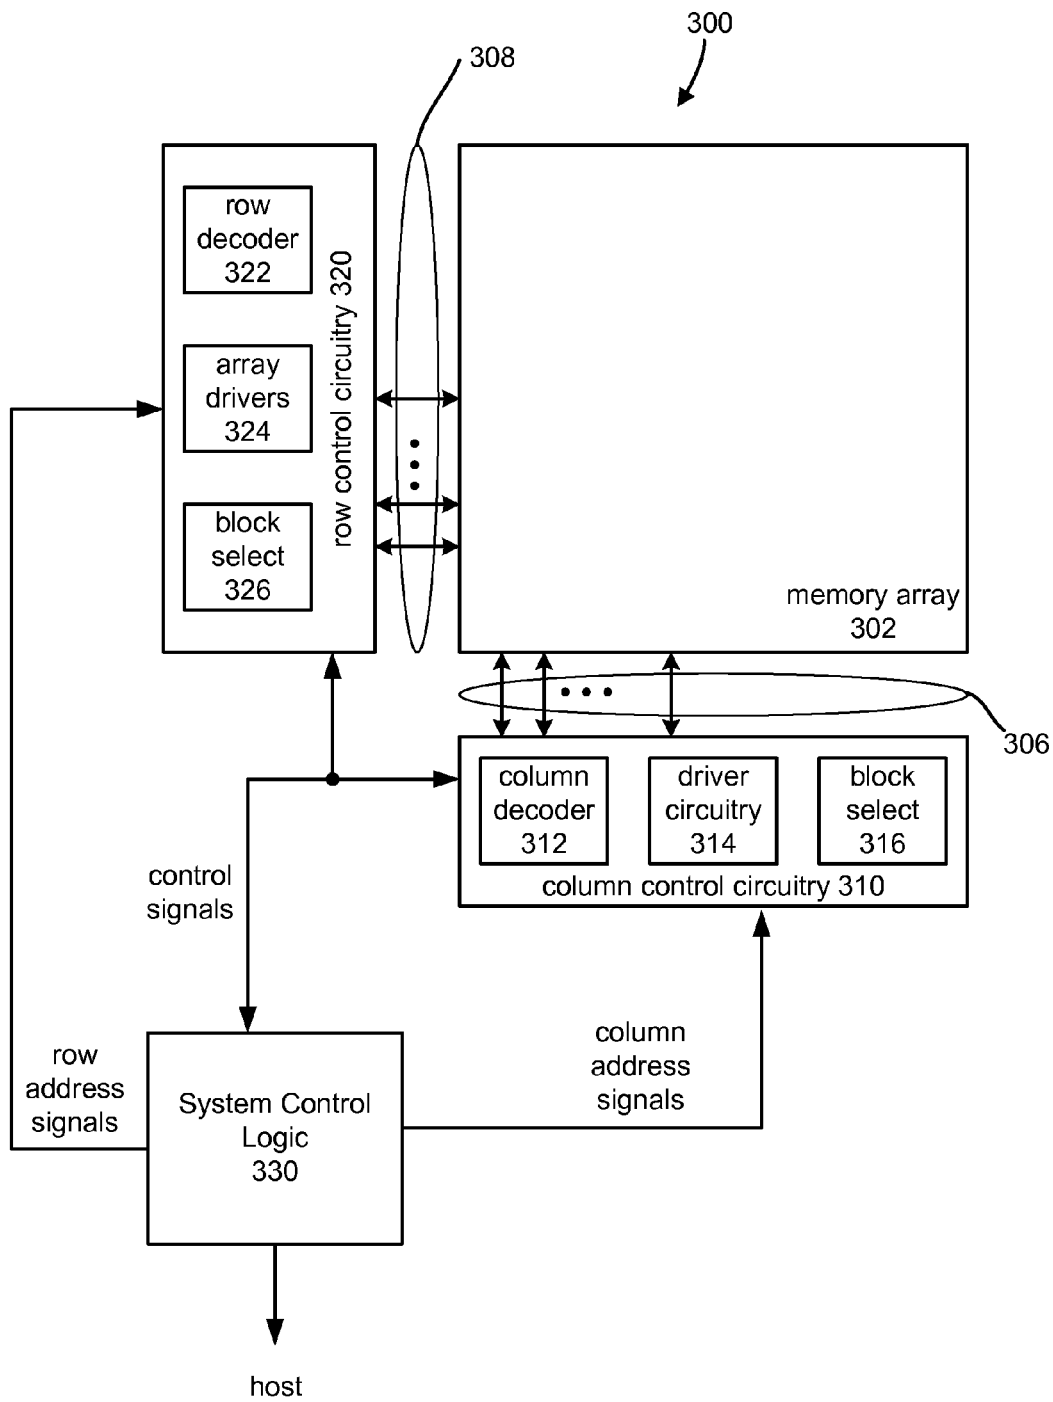 300
308
row
decoder
322
array
drivers
324
block
select
326
row control circuitry 320
memory array
302
306
column
decoder
312
driver
circuitry
314
block
select
316
column control circuitry 310
control
signals
row
address
signals
column
address
signals
System Control
Logic
330
host